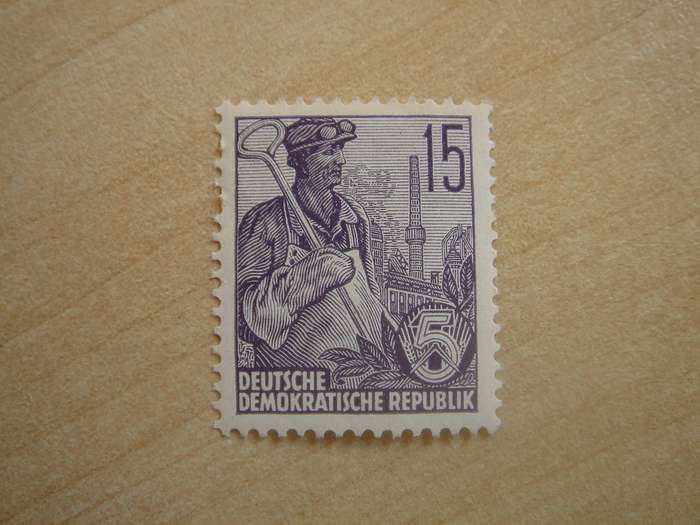 15
5
DEUTSCHE
DEMOKRATISCHE REPUBLIK